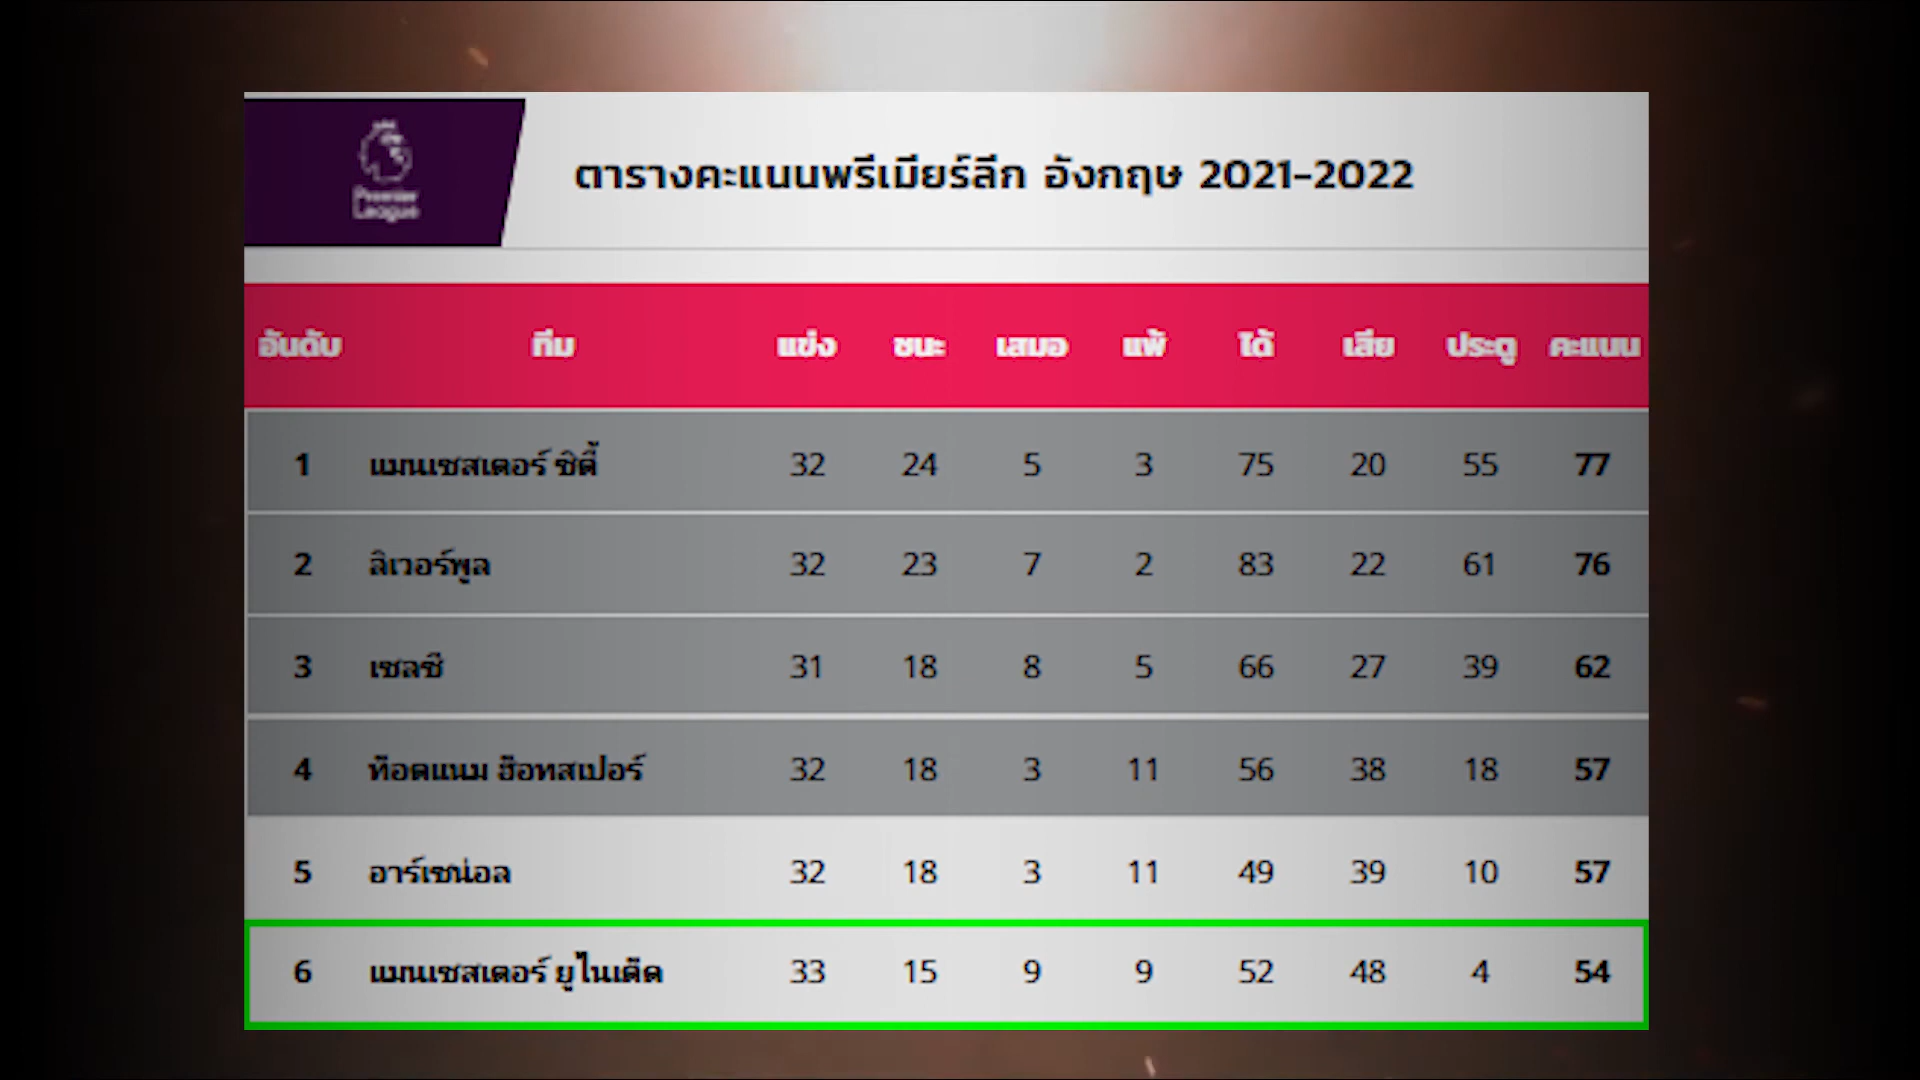 Premier
League
ตารางคะแนนพรีเมียร์ลีก อังกฤษ 2021-2022
อันดับ ทีม แข่ง ชนะ เสมอ แพ้ ได้ เสีย ประตู คะแนน
1 แมนเชสเตอร์ ซิตี้ 32 24 5 3 75 20 55 77
2 ลิเวอร์พูล 32 23 7 2 83 22 61 76
3 เชลซี 31 18 8 5 66 27 39 62
4 ท็อตแนม ฮ็อทสเปอร์ 32 18 3 11 56 38 18 57
5 อาร์เซน่อล 32 18 3 11 49 39 10 57
6 แมนเชสเตอร์ ยูไนเต็ด 33 15 9 9 52 48 4 54